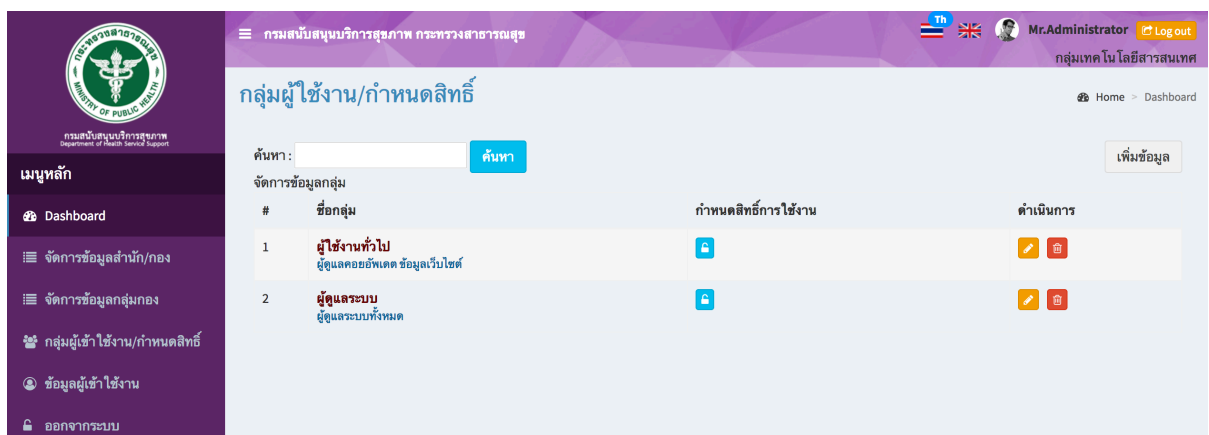 กระทรวงสาธารณสุข
MINISTRY OF PUBLIC HEALTH
กรมสนับสนุนบริการสุขภาพ
Department of Health Service Support
เมนูหลัก
Dashboard
จัดการข้อมูลสำนัก/กอง
จัดการข้อมูลกลุ่มกอง
กลุ่มผู้เข้าใช้งาน/กำหนดสิทธิ์
ข้อมูลผู้เข้าใช้งาน
ออกจากระบบ
กรมสนับสนุนบริการสุขภาพ กระทรวงสาธารณสุข
Th
Mr.Administrator Log out
กลุ่มเทคโนโลยีสารสนเทศ
กลุ่มผู้ใช้งาน/กำหนดสิทธิ์
Home > Dashboard
ค้นหา : ค้นหา เพิ่มข้อมูล
จัดการข้อมูลกลุ่ม
# ชื่อกลุ่ม กำหนดสิทธิ์การใช้งาน ดำเนินการ
1 ผู้ใช้งานทั่วไป
ผู้ดูแลคอยอัพเดต ข้อมูลเว็บไซต์
2 ผู้ดูแลระบบ
ผู้ดูแลระบบทั้งหมด